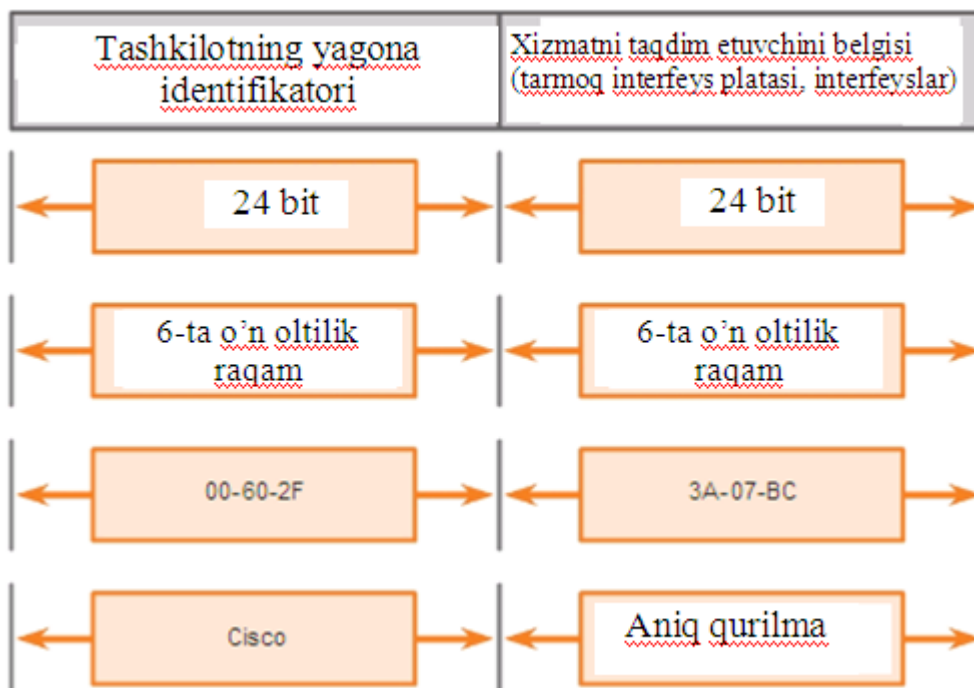 Tashkilotning yagona
identifikatori
Xizmatni taqdim etuvchini belgisi
(tarmoq interfeys platasi, interfeyslar)
24 bit
24 bit
6-ta o’n oltilik
raqam
6-ta o’n oltilik
raqam
00-60-2F
3A-07-BC
Cisco
Aniq qurilma